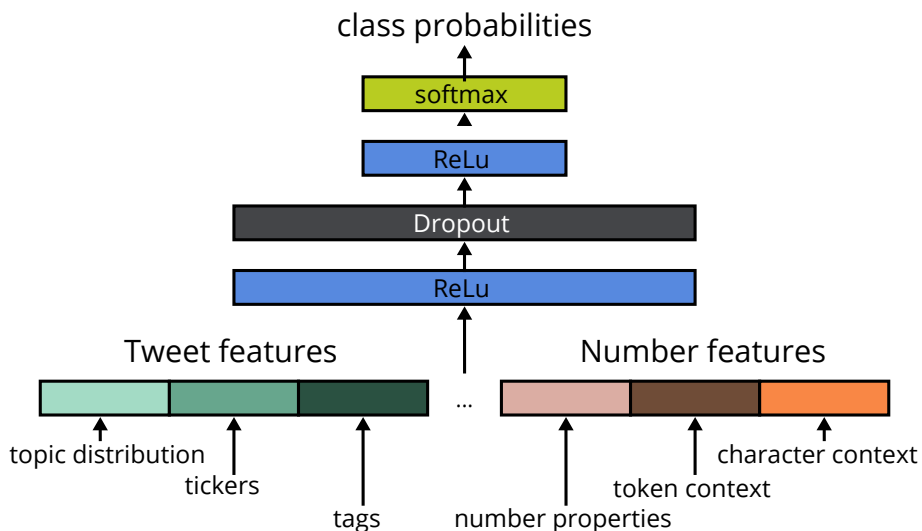 class probabilities
softmax
ReLu
Dropout
ReLu
Tweet features
Number features
...
topic distribution
character context
tickers
token context
tags
number properties